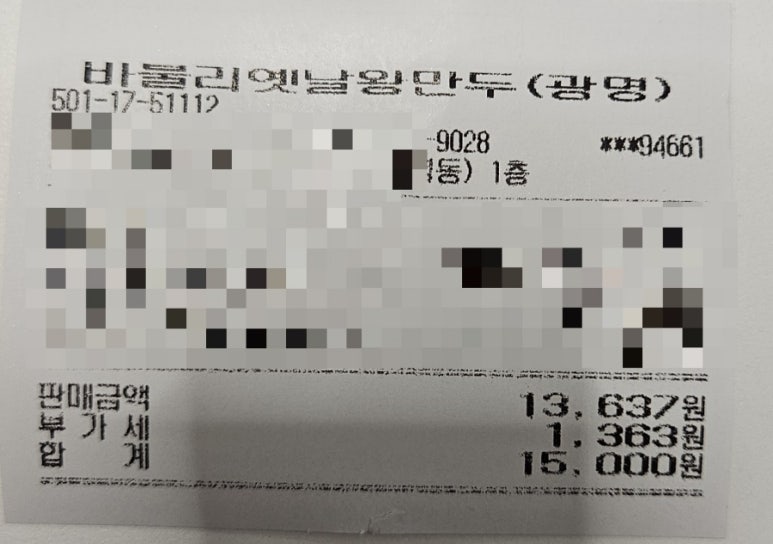 바불리옛날왕만두(광명)
501-17-51112
-9028 ***94661
동) 1층
판매금액 13,637원
부가세 1,363원
합 계 15,000원